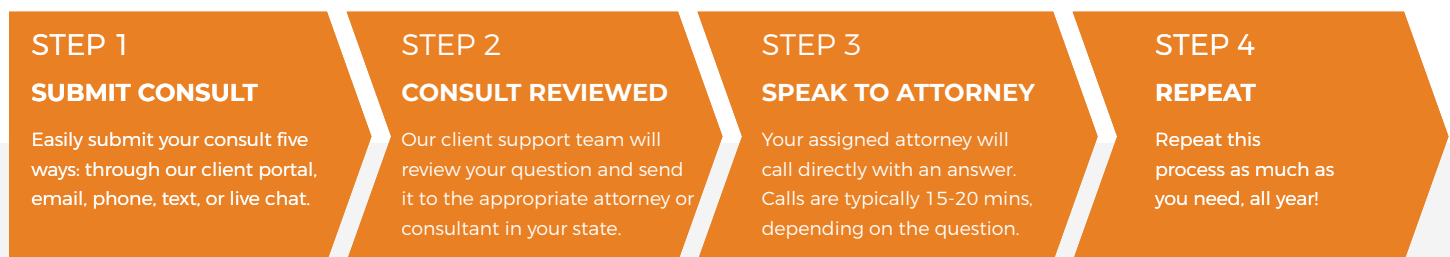 STEP 1
SUBMIT CONSULT
Easily submit your consult five
ways: through our client portal,
email, phone, text, or live chat.
STEP 2
CONSULT REVIEWED
Our client support team will
review your question and send
it to the appropriate attorney or
consultant in your state.
STEP 3
SPEAK TO ATTORNEY
Your assigned attorney will
call directly with an answer.
Calls are typically 15-20 mins,
depending on the question.
STEP 4
REPEAT
Repeat this
process as much as
you need, all year!